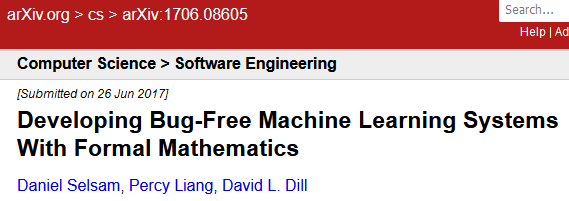 arXiv.org > cs > arXiv:1706.08605
Search...
Help | Ad
Computer Science > Software Engineering
[Submitted on 26 Jun 2017]
Developing Bug-Free Machine Learning Systems
With Formal Mathematics
Daniel Selsam, Percy Liang, David L. Dill